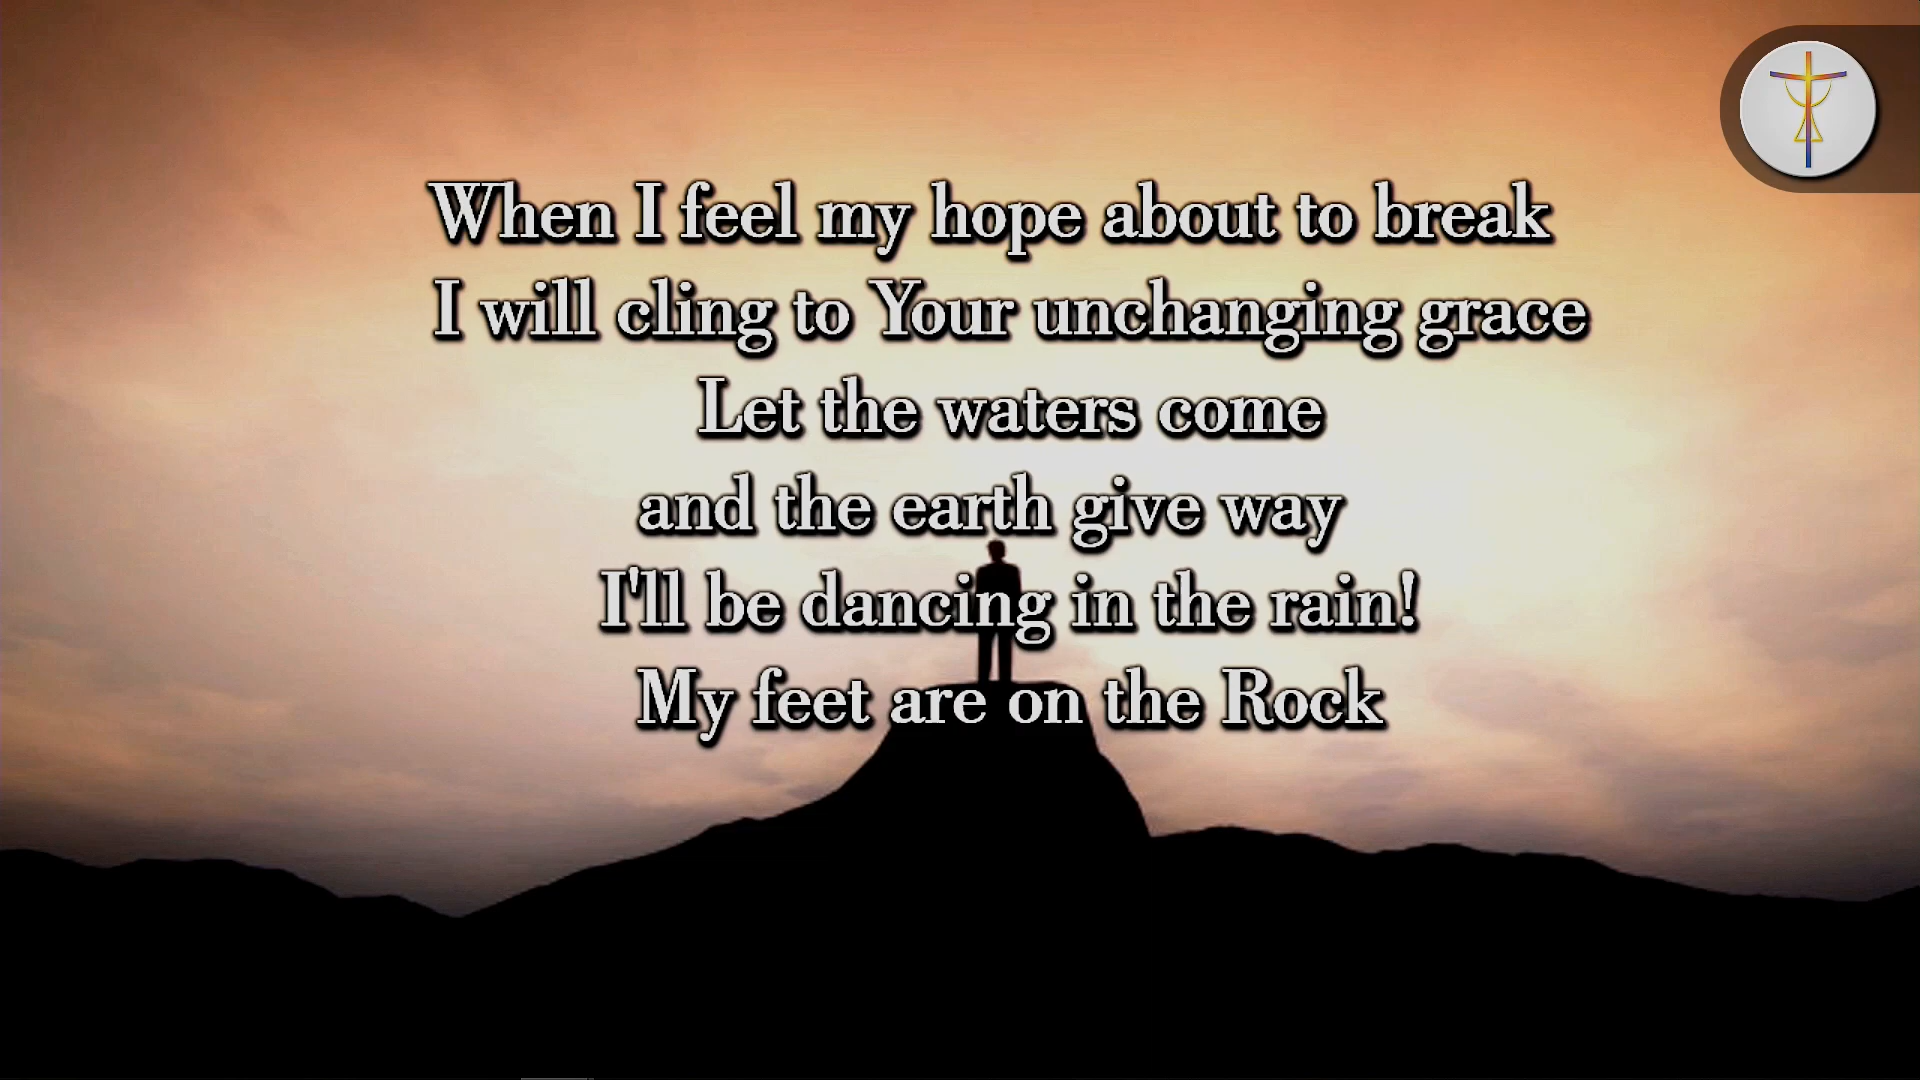 When I feel my hope about to break
I will cling to Your unchanging grace
Let the waters come
and the earth give way
I'll be dancing in the rain!
My feet are on the Rock